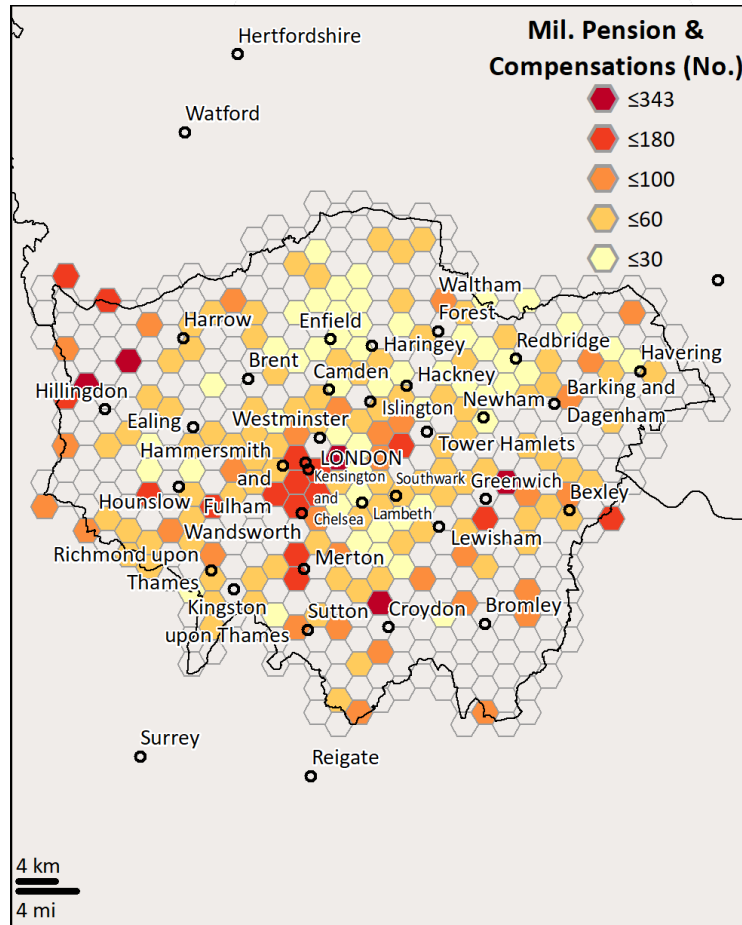 Hertfordshire
Mil. Pension &
Compensations (No.)
≤343
≤180
≤100
≤60
≤30
Watford
Waltham
Forest
Harrow
Enfield
Haringey
Redbridge
Havering
Brent
Camden
Hackney
Hillingdon
Islington
Newham
Barking and
Dagenham
Ealing
Westminster
Tower Hamlets
Hammersmith
and
Fulham
LONDON
Kensington
and
Chelsea
Southwark
Greenwich
Hounslow
Lambeth
Bexley
Wandsworth
Lewisham
Richmond upon
Thames
Merton
Kingston
upon Thames
Sutton
Croydon
Bromley
Surrey
Reigate
4 km
4 mi